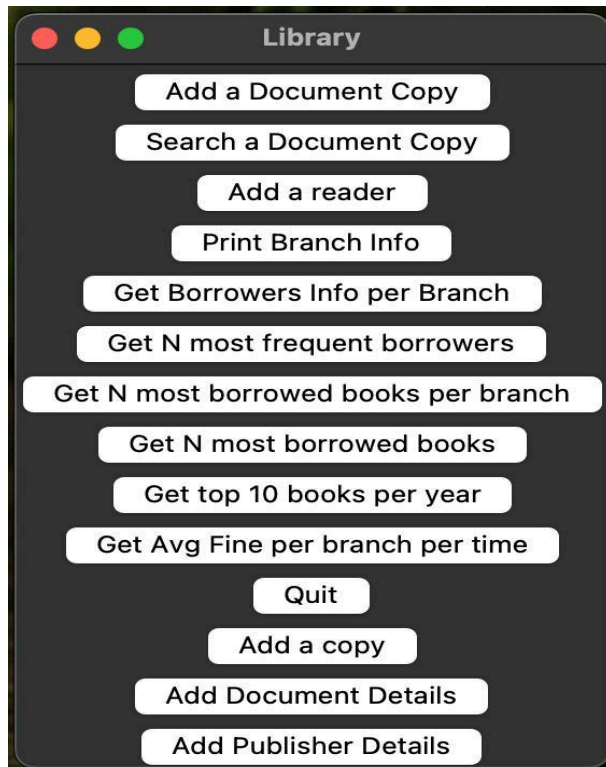 Library
Add a Document Copy
Search a Document Copy
Add a reader
Print Branch Info
Get Borrowers Info per Branch
Get N most frequent borrowers
Get N most borrowed books per branch
Get N most borrowed books
Get top 10 books per year
Get Avg Fine per branch per time
Quit
Add a copy
Add Document Details
Add Publisher Details